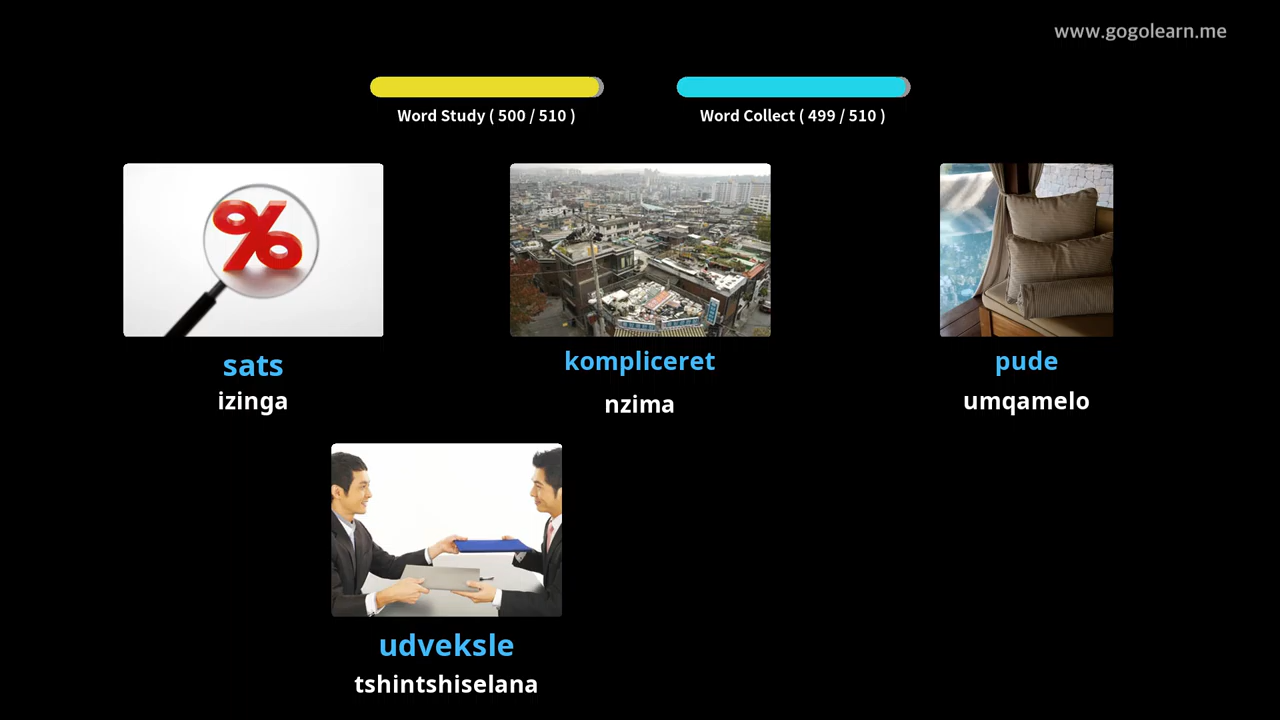 www.gogolearn.me
Word Study ( 500 / 510 )
Word Collect ( 499 / 510 )
sats
izinga
kompliceret
nzima
pude
umqamelo
udveksle
tshintshiselana